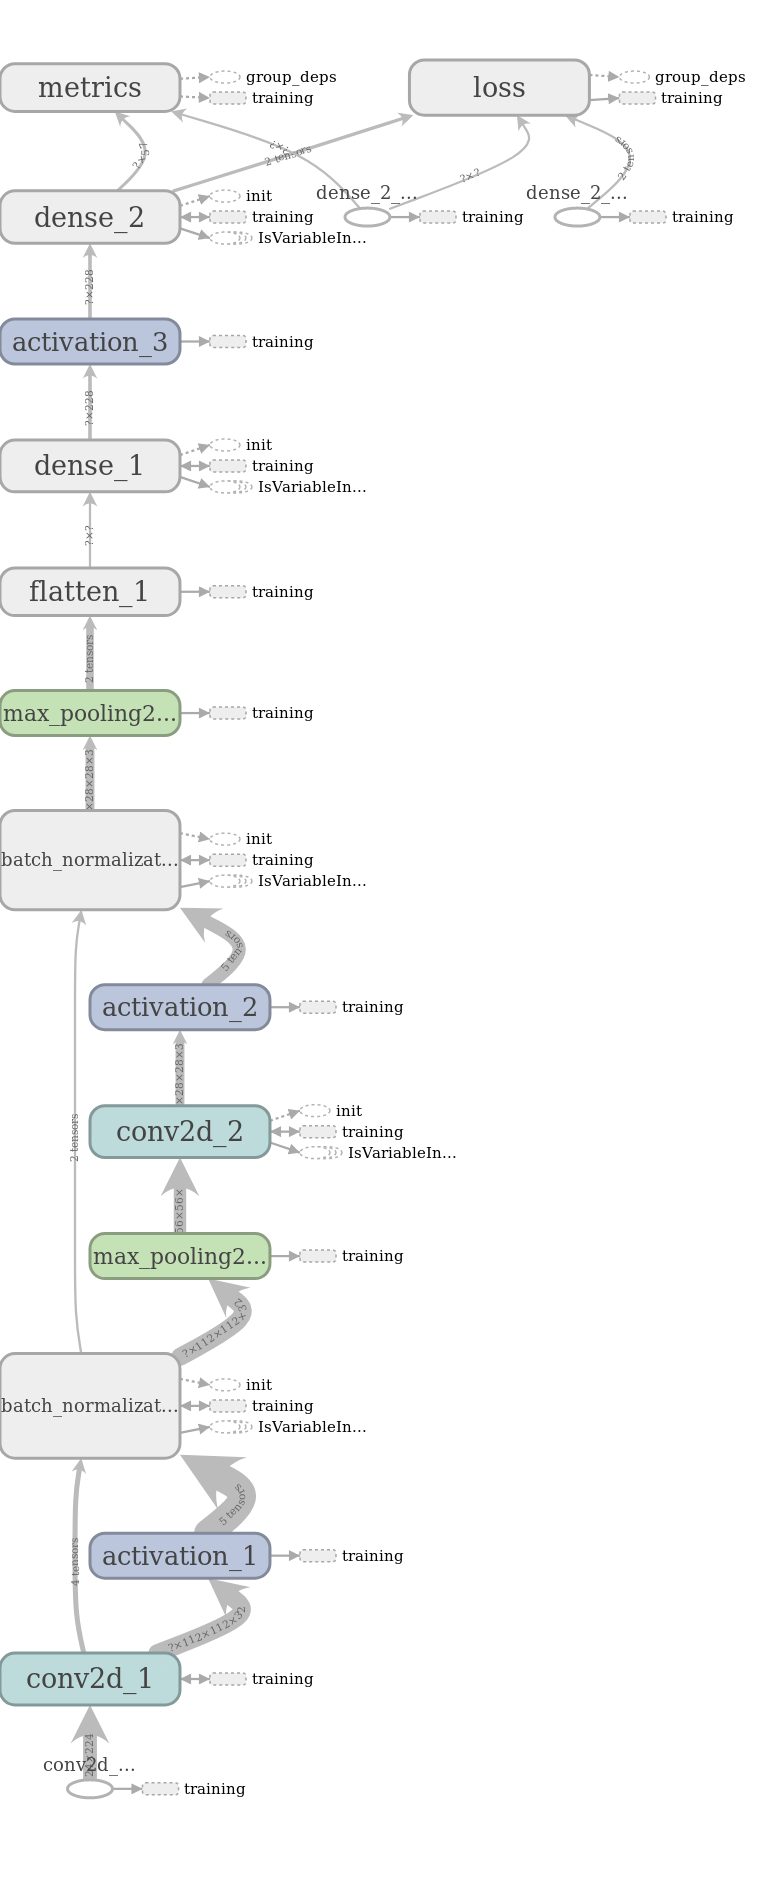 metrics
group_deps
training
loss
group_deps
training
?×51
?×?
2 tensors
?×?
2 tensors
dense_2
init
training
IsVariableIn...
dense_2_...
training
dense_2_...
training
?×228
activation_3
training
?×228
dense_1
init
training
IsVariableIn...
?×?
flatten_1
training
2 tensors
max_pooling2...
training
×28×28×3
batch_normalizat...
init
training
IsVariableIn...
5 tensors
activation_2
training
×28×28×3
2 tensors
conv2d_2
init
training
IsVariableIn...
56×56×
max_pooling2...
training
?×112×112×32
batch_normalizat...
init
training
IsVariableIn...
5 tensors
4 tensors
activation_1
training
?×112×112×32
conv2d_1
training
conv2d_...
training